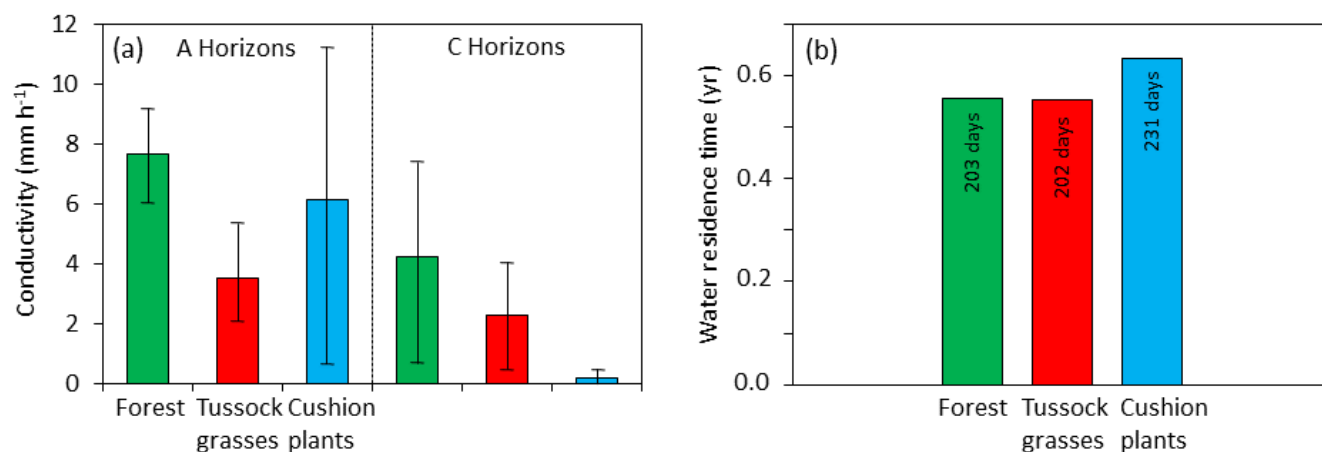 (a)
A Horizons
C Horizons
Conductivity (mm h⁻¹)
12
10
8
6
4
2
0
Forest
Tussock
grasses
Cushion
plants
(b)
Water residence time (yr)
0.6
0.4
0.2
0.0
203 days
202 days
231 days
Forest
Tussock
grasses
Cushion
plants